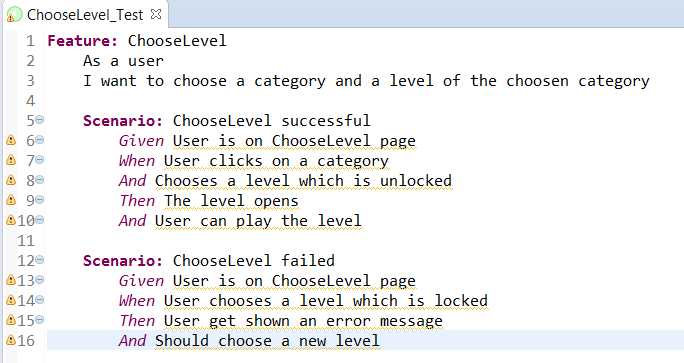 ChooseLevel_Test
1 Feature: ChooseLevel
2 As a user
3 I want to choose a category and a level of the choosen category
4
5 Scenario: ChooseLevel successful
6 Given User is on ChooseLevel page
7 When User clicks on a category
8 And Chooses a level which is unlocked
9 Then The level opens
10 And User can play the level
11
12 Scenario: ChooseLevel failed
13 Given User is on ChooseLevel page
14 When User chooses a level which is locked
15 Then User get shown an error message
16 And Should choose a new level